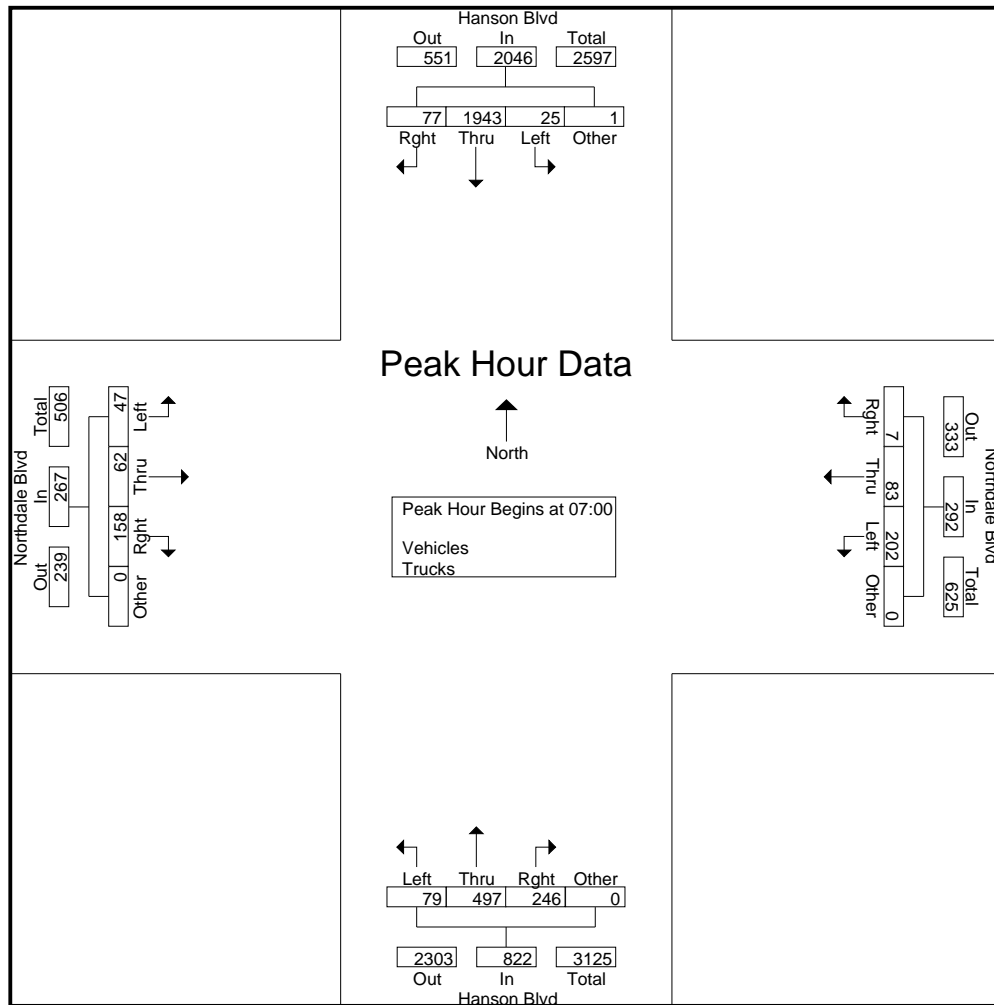 Hanson Blvd
Out In Total
551 2046 2597
77 1943 25 1
Rght Thru Left Other
Peak Hour Data
North
Peak Hour Begins at 07:00
Vehicles
Trucks
Northdale Blvd
Total In Out
506 267 239
47 62 158 0
Left Thru Rght Other
Northdale Blvd
Out In Total
333 292 625
7 83 202 0
Rght Thru Left Other
Left Thru Rght Other
79 497 246 0
2303 822 3125
Out In Total
Hanson Blvd